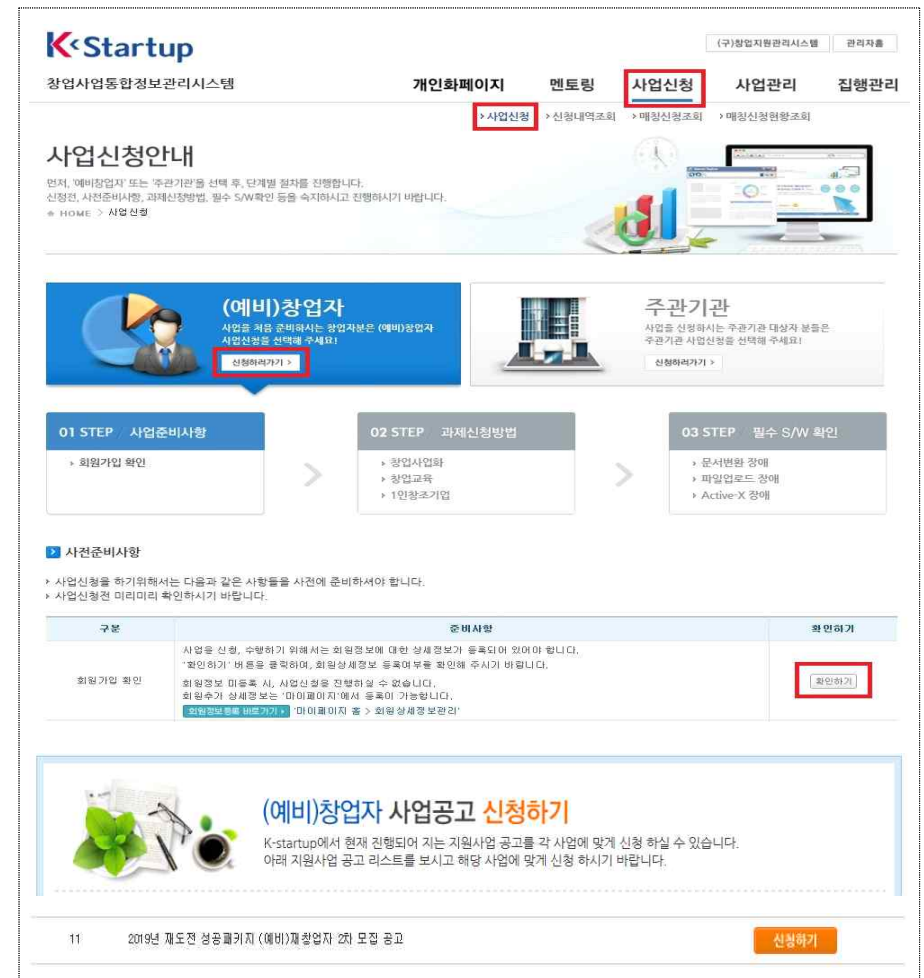 K-Startup
(구)창업지원관리시스템 관리자홈
창업사업통합정보관리시스템 개인화페이지 멘토링 사업신청 사업관리 집행관리
› 사업신청 › 신청내역조회 › 매칭신청조회 › 매칭신청현황조회
사업신청안내
먼저, '예비창업자' 또는 '주관기관'을 선택 후, 단계별 절차를 진행합니다.
신청전, 사전준비사항, 과제신청방법, 필수 S/W확인 등을 숙지하시고 진행하시기 바랍니다.
HOME > 사업신청
(예비)창업자
사업을 처음 준비하시는 창업자분은 (예비)창업자
사업신청을 선택해 주세요!
신청하러가기 >
주관기관
사업을 신청하시는 주관기관 대상자 분들은
주관기관 사업신청을 선택해 주세요!
신청하러가기 >
01 STEP / 사업준비사항
› 회원가입 확인
02 STEP / 과제신청방법
› 창업사업화
› 창업교육
› 1인창조기업
03 STEP / 필수 S/W 확인
› 문서변환 장애
› 파일업로드 장애
› Active-X 장애
사전준비사항
› 사업신청을 하기위해서는 다음과 같은 사항들을 사전에 준비하셔야 합니다.
› 사업신청전 미리미리 확인하시기 바랍니다.
구분 준비사항 확인하기
회원가입 확인
사업을 신청, 수행하기 위해서는 회원정보에 대한 상세정보가 등록되어 있어야 합니다.
'확인하기' 버튼을 클릭하여, 회원상세정보 등록여부를 확인해 주시기 바랍니다.
회원정보 미등록 시, 사업신청을 진행하실 수 없습니다.
회원추가 상세정보는 '마이페이지'에서 등록이 가능합니다.
회원정보등록 바로가기 › '마이페이지 홈 > 회원상세정보관리'
확인하기
(예비)창업자 사업공고 신청하기
K-startup에서 현재 진행되어 지는 지원사업 공고를 각 사업에 맞게 신청 하실 수 있습니다.
아래 지원사업 공고 리스트를 보시고 해당 사업에 맞게 신청 하시기 바랍니다.
11 2019년 재도전 성공패키지 (예비)재창업자 2차 모집 공고 신청하기